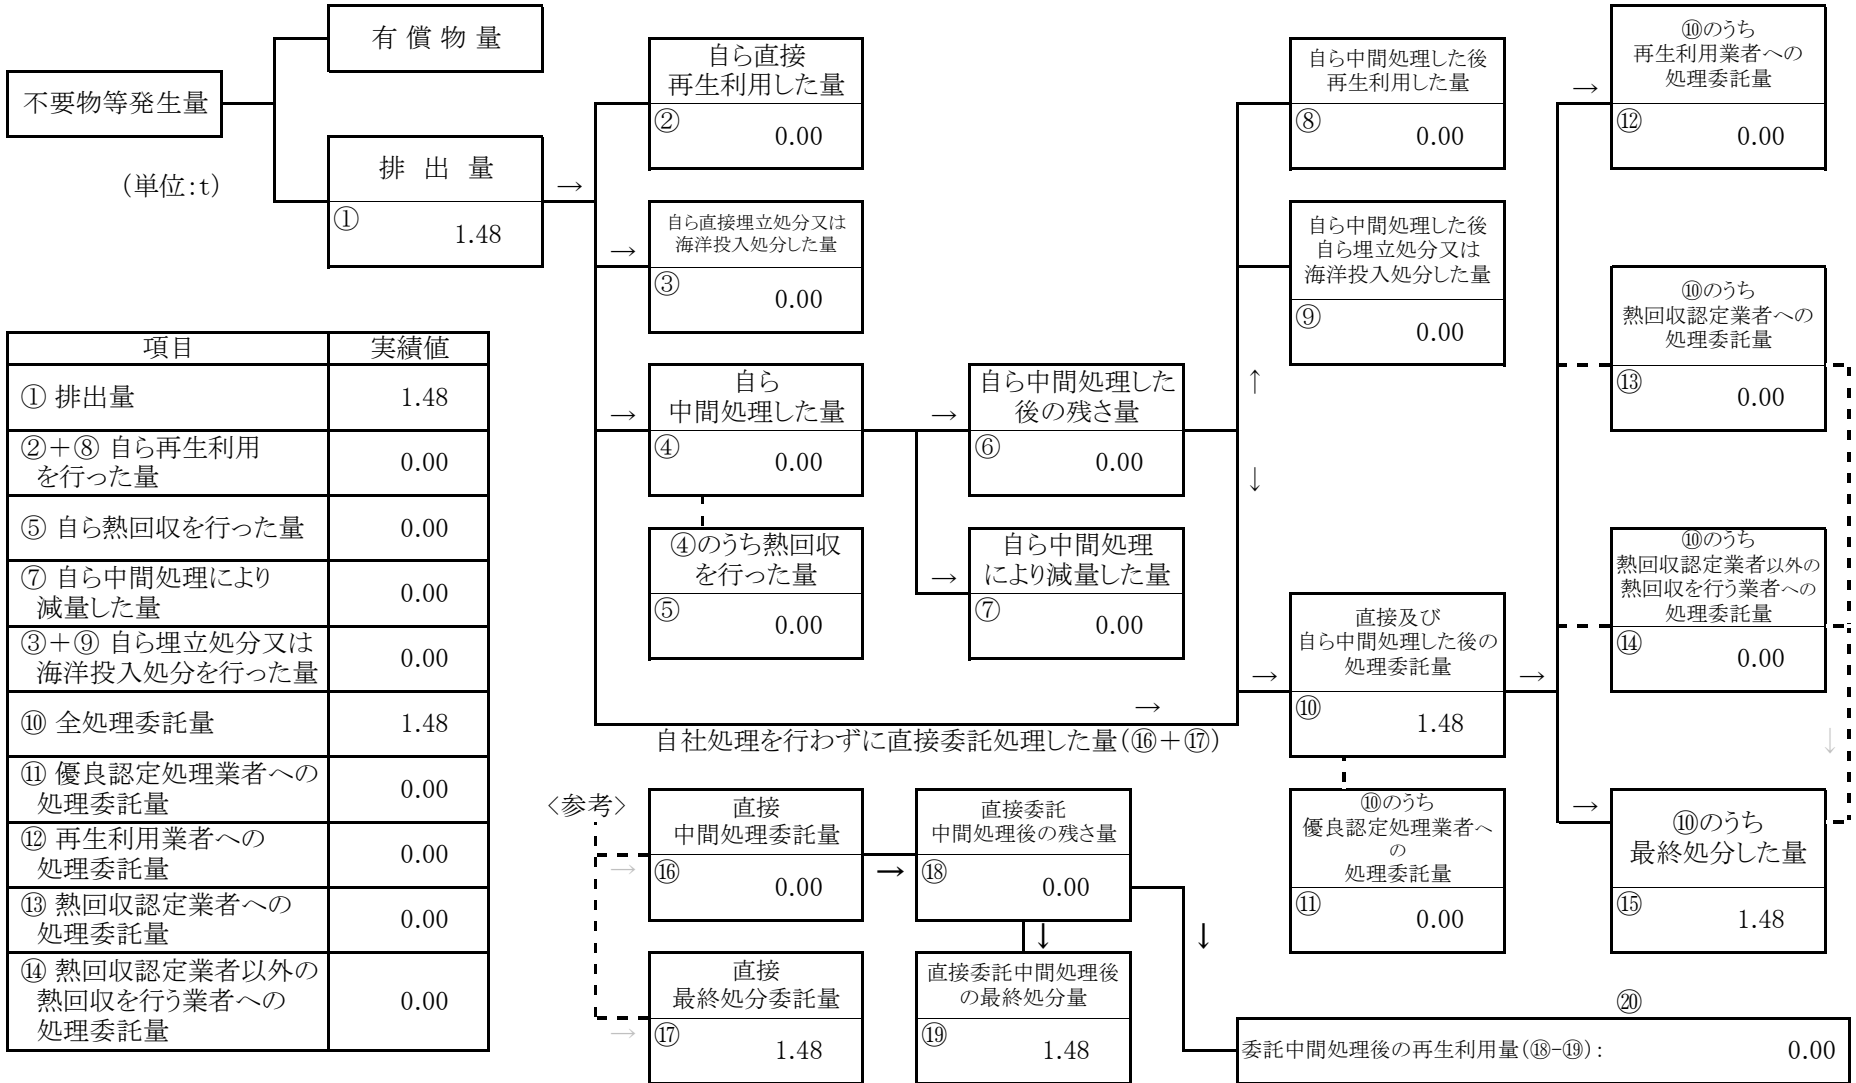 不要物等発生量
(単位:t)
有 償 物 量
排 出 量
①
1.48
→
自ら直接
再生利用した量
②
0.00
→
自ら直接埋立処分又は
海洋投入処分した量
③
0.00
→
自ら
中間処理した量
④
0.00
④のうち熱回収
を行った量
⑤
0.00
→
自ら中間処理した
後の残さ量
⑥
0.00
→
自ら中間処理
により減量した量
⑦
0.00
↑
↓
自ら中間処理した後
再生利用した量
⑧
0.00
自ら中間処理した後
自ら埋立処分又は
海洋投入処分した量
⑨
0.00
→
自社処理を行わずに直接委託処理した量(⑯+⑰)
→
直接及び
自ら中間処理した後の
処理委託量
⑩
1.48
⑩のうち
優良認定処理業者へ
の
処理委託量
⑪
0.00
→
→
⑩のうち
再生利用業者への
処理委託量
⑫
0.00
⑩のうち
熱回収認定業者への
処理委託量
⑬
0.00
⑩のうち
熱回収認定業者以外の
熱回収を行う業者への
処理委託量
⑭
0.00
↓
→
⑩のうち
最終処分した量
⑮
1.48
項目 実績値
① 排出量 1.48
②+⑧ 自ら再生利用
を行った量 0.00
⑤ 自ら熱回収を行った量 0.00
⑦ 自ら中間処理により
減量した量 0.00
③+⑨ 自ら埋立処分又は
海洋投入処分を行った量 0.00
⑩ 全処理委託量 1.48
⑪ 優良認定処理業者への
処理委託量 0.00
⑫ 再生利用業者への
処理委託量 0.00
⑬ 熱回収認定業者への
処理委託量 0.00
⑭ 熱回収認定業者以外の
熱回収を行う業者への
処理委託量 0.00
〈参考〉
→
直接
中間処理委託量
⑯
0.00
→
直接委託
中間処理後の残さ量
⑱
0.00
↓
↓
→
直接
最終処分委託量
⑰
1.48
直接委託中間処理後
の最終処分量
⑲
1.48
⑳
委託中間処理後の再生利用量(⑱-⑲): 0.00